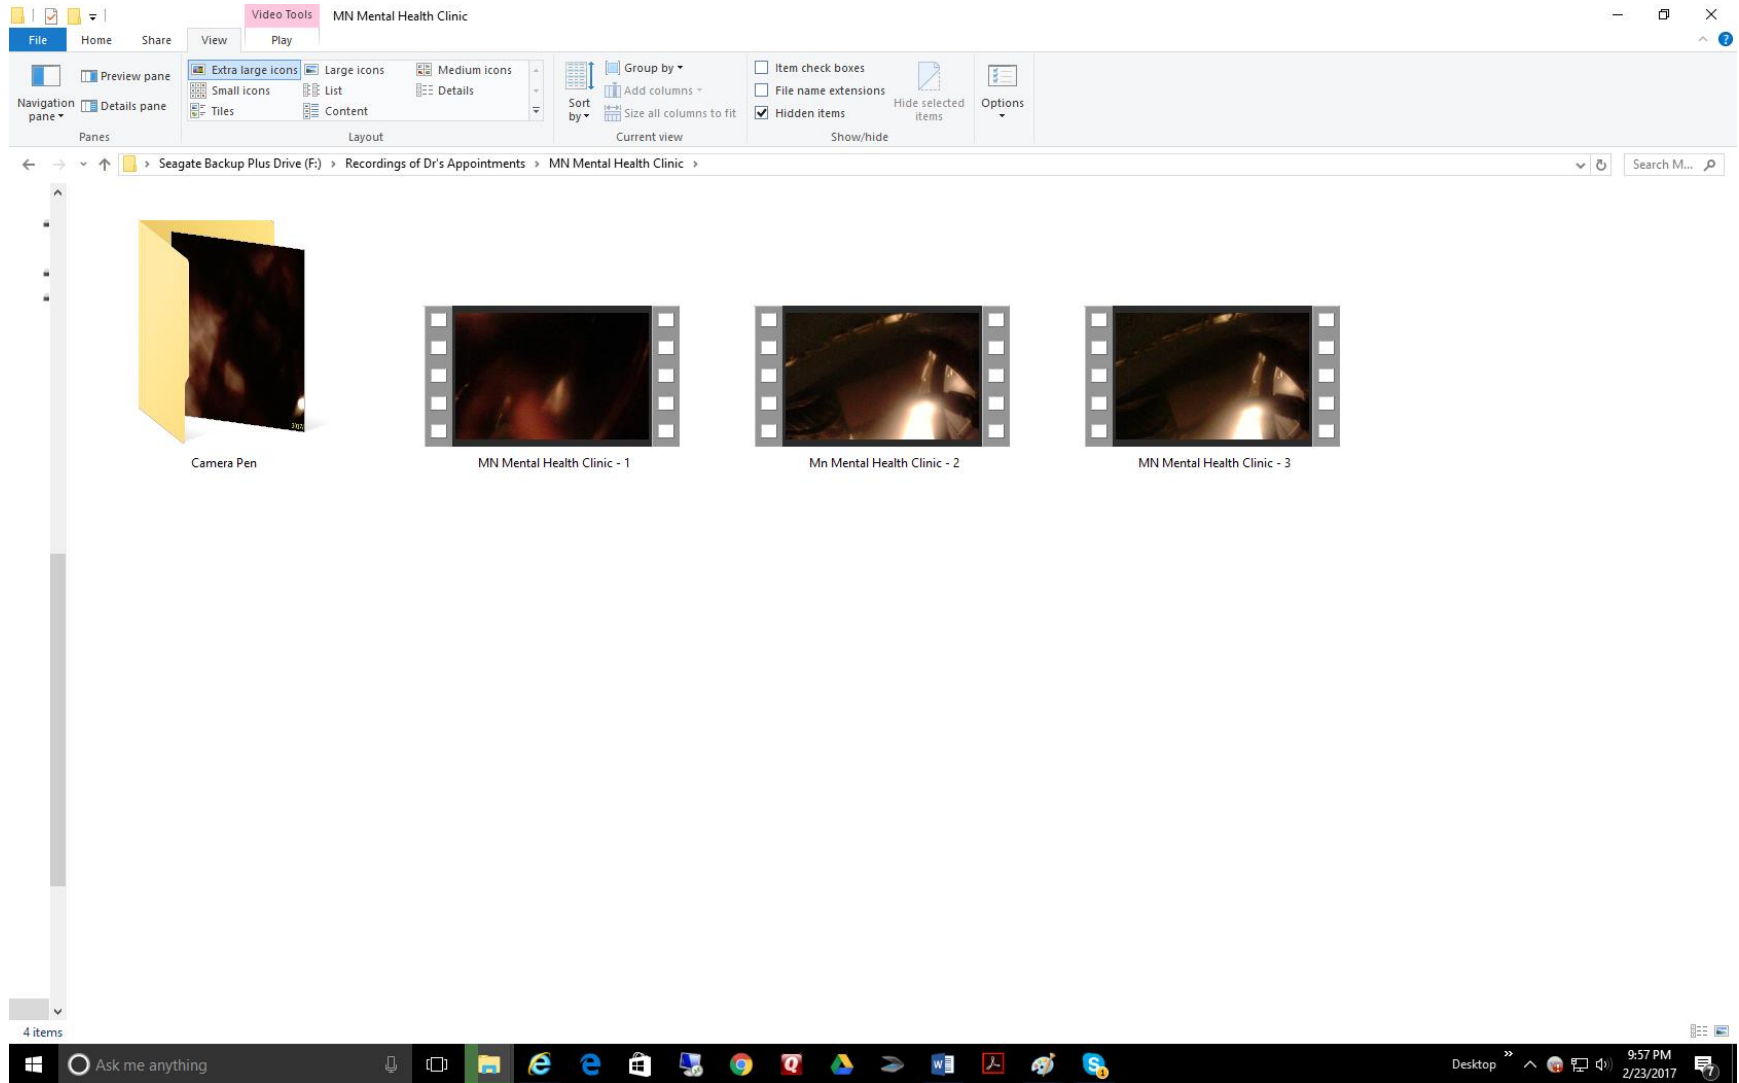 Video Tools MN Mental Health Clinic
File Home Share View Play
Navigation pane
Preview pane
Details pane
Panes
Extra large icons Large icons Medium icons
Small icons List Details
Tiles Content
Layout
Sort by
Group by
Add columns
Size all columns to fit
Current view
Item check boxes
File name extensions
Hidden items
Hide selected items
Show/hide
Options
Seagate Backup Plus Drive (F:) > Recordings of Dr's Appointments > MN Mental Health Clinic >
Search M...
Camera Pen
MN Mental Health Clinic - 1
Mn Mental Health Clinic - 2
MN Mental Health Clinic - 3
4 items
Ask me anything
Desktop
9:57 PM
2/23/2017